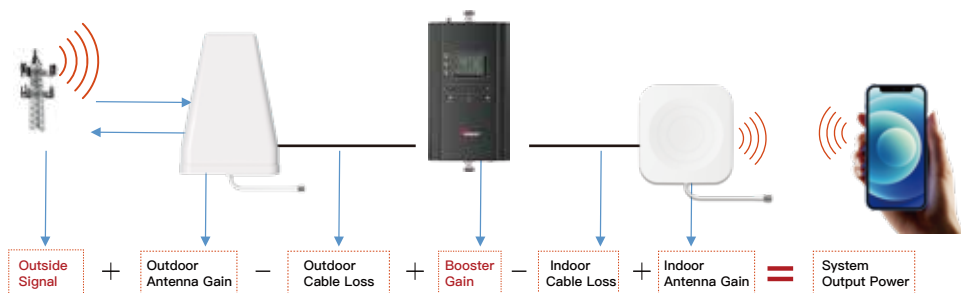 Outside
Signal
+
Outdoor
Antenna Gain
−
Outdoor
Cable Loss
+
Booster
Gain
−
Indoor
Cable Loss
+
Indoor
Antenna Gain
=
System
Output Power